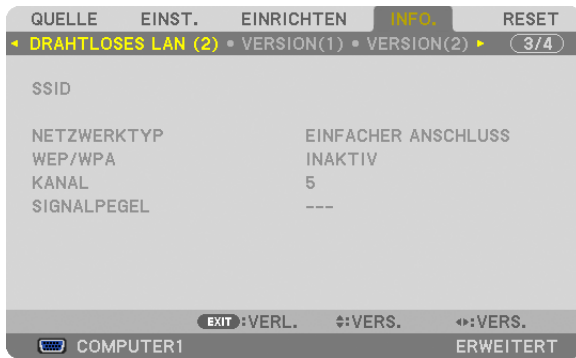 QUELLE EINST. EINRICHTEN INFO. RESET
DRAHTLOSES LAN (2) • VERSION(1) • VERSION(2) 3/4
SSID
NETZWERKTYP EINFACHER ANSCHLUSS
WEP/WPA INAKTIV
KANAL 5
SIGNALPEGEL ---
EXIT :VERL. :VERS. :VERS.
COMPUTER1 ERWEITERT